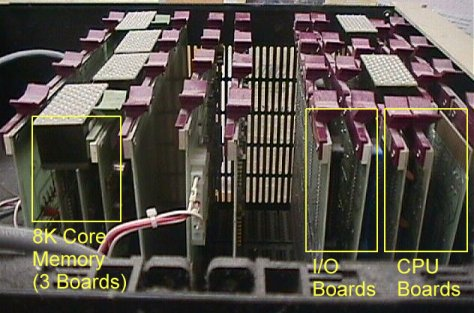 8K Core
Memory
(3 Boards)
I/O
Boards
CPU
Boards